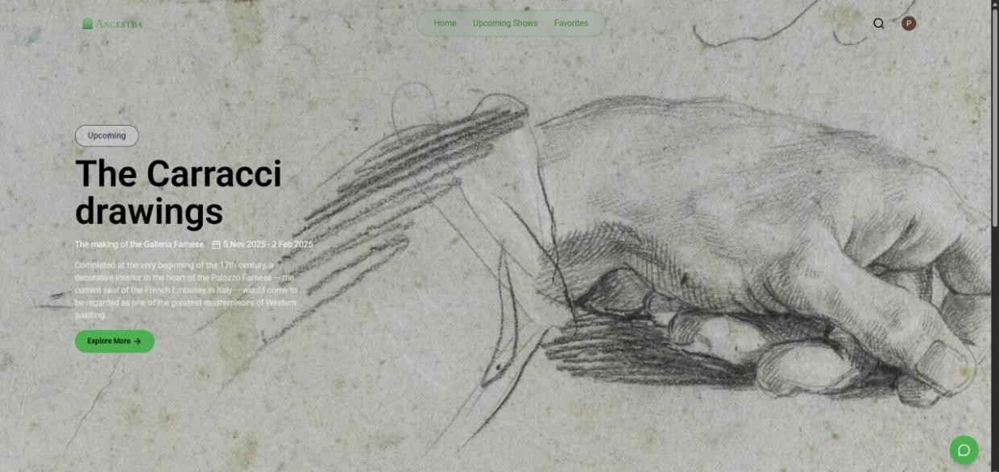 ANCESTRA
Home Upcoming Shows Favorites
P
Upcoming
The Carracci
drawings
The making of the Galleria Farnese 5 Nov 2025 - 2 Feb 2026
Completed at the very beginning of the 17th century, a
decorative interior in the heart of the Palazzo Farnese — the
current seat of the French Embassy in Italy — would come to
be regarded as one of the greatest masterpieces of Western
painting.
Explore More →